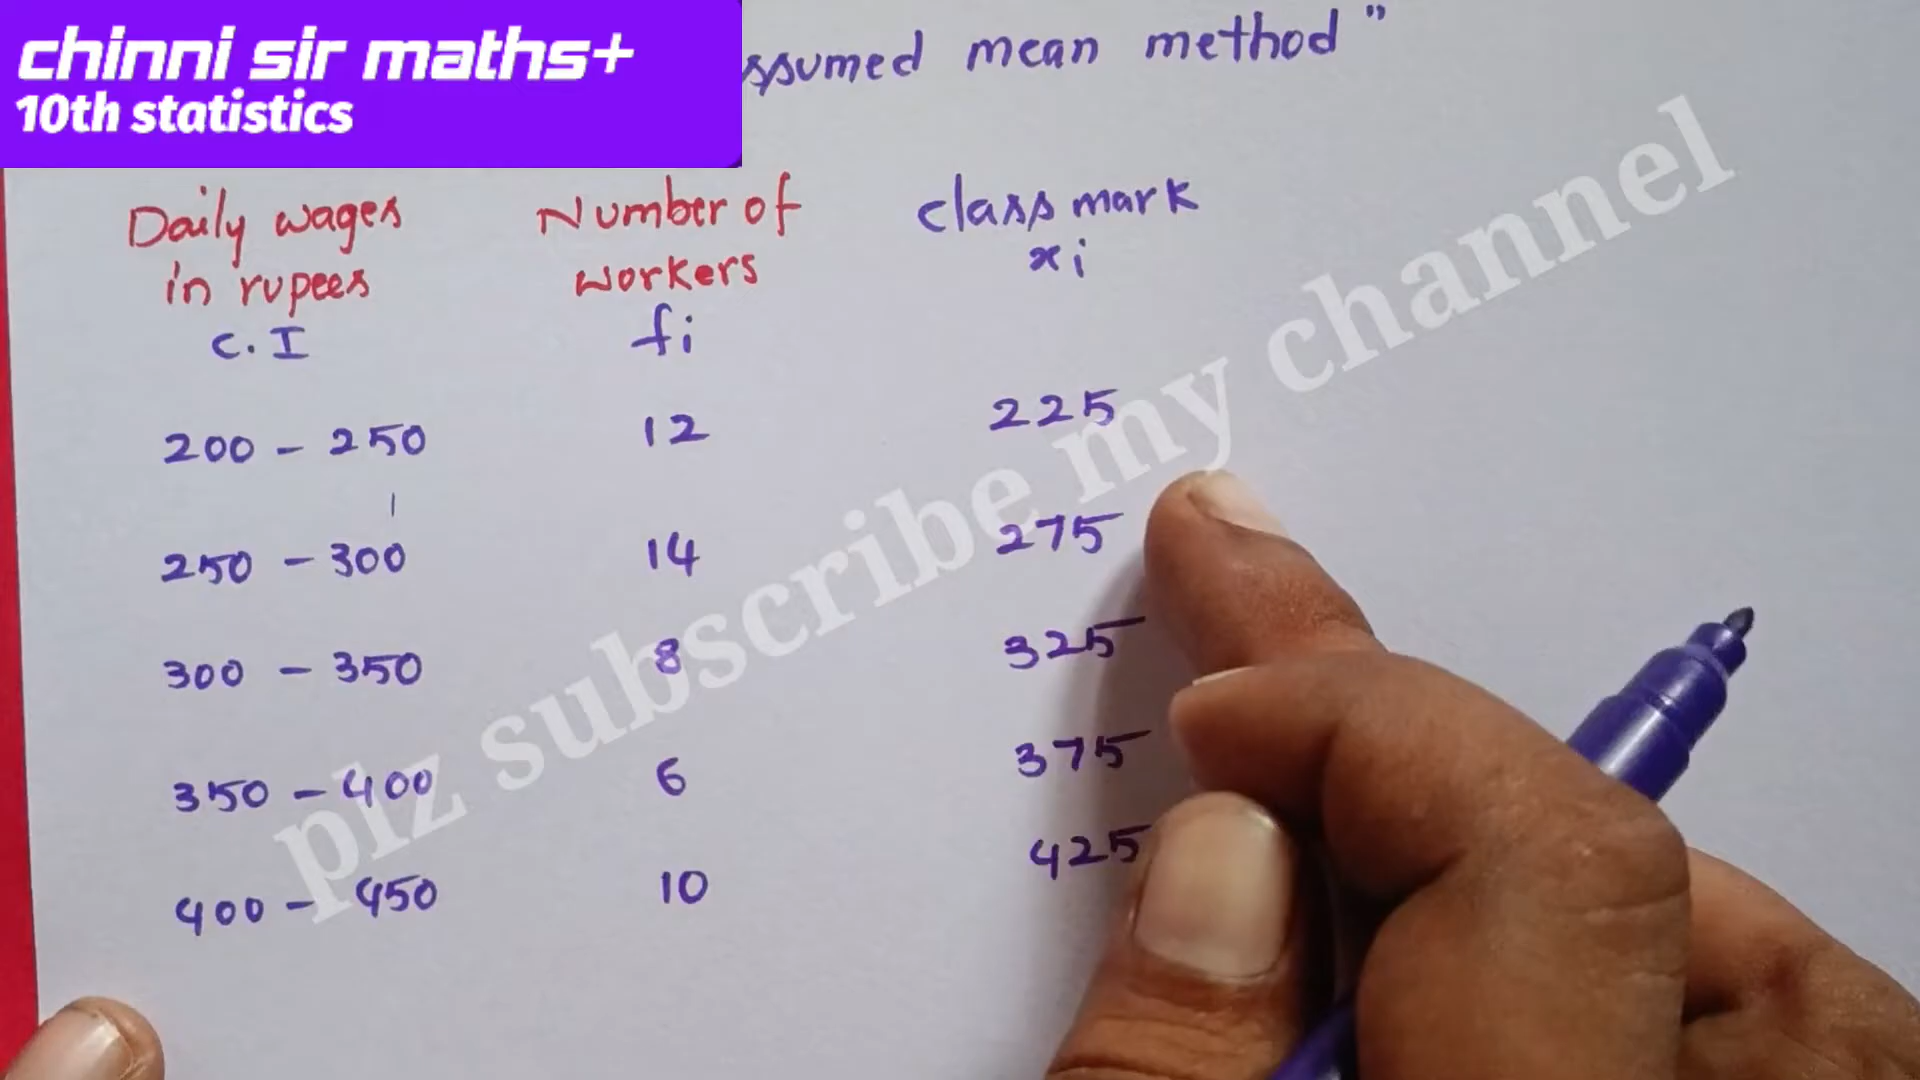 chinni sir maths+
10th statistics
ssumed mean method"
Daily wages in rupees C.I
Number of workers fi
class mark xi
200 - 250 12 225
250 - 300 14 275
300 - 350 8 325
350 - 400 6 375
400 - 450 10 425
plz subscribe my channel